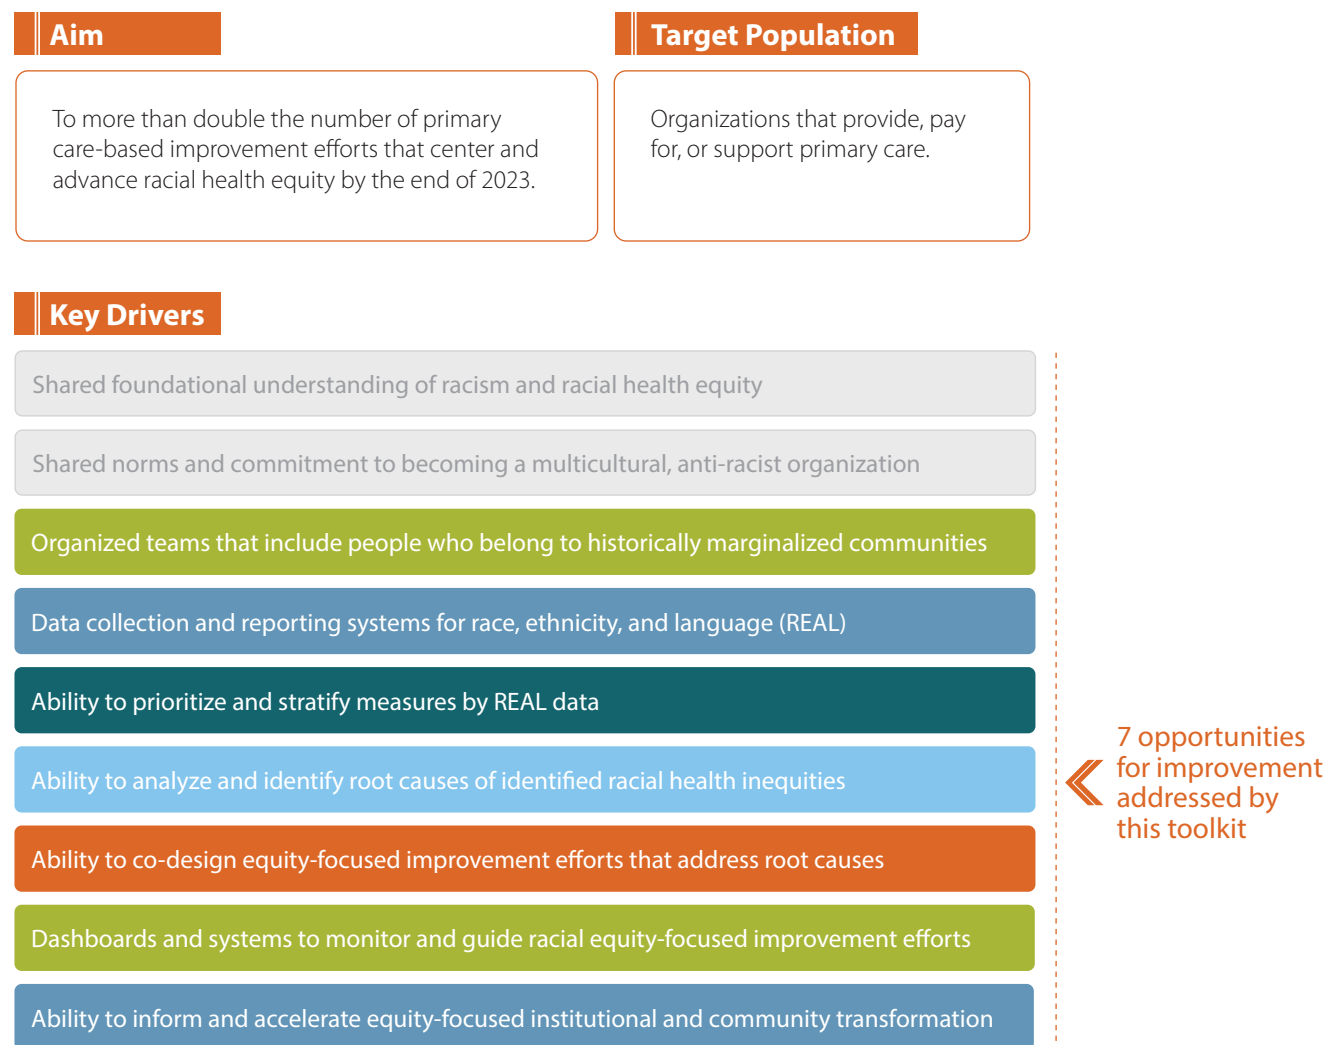 Aim
To more than double the number of primary
care-based improvement efforts that center and
advance racial health equity by the end of 2023.
Target Population
Organizations that provide, pay
for, or support primary care.
Key Drivers
Shared foundational understanding of racism and racial health equity
Shared norms and commitment to becoming a multicultural, anti-racist organization
Organized teams that include people who belong to historically marginalized communities
Data collection and reporting systems for race, ethnicity, and language (REAL)
Ability to prioritize and stratify measures by REAL data
Ability to analyze and identify root causes of identified racial health inequities
Ability to co-design equity-focused improvement efforts that address root causes
Dashboards and systems to monitor and guide racial equity-focused improvement efforts
Ability to inform and accelerate equity-focused institutional and community transformation
7 opportunities
for improvement
addressed by
this toolkit